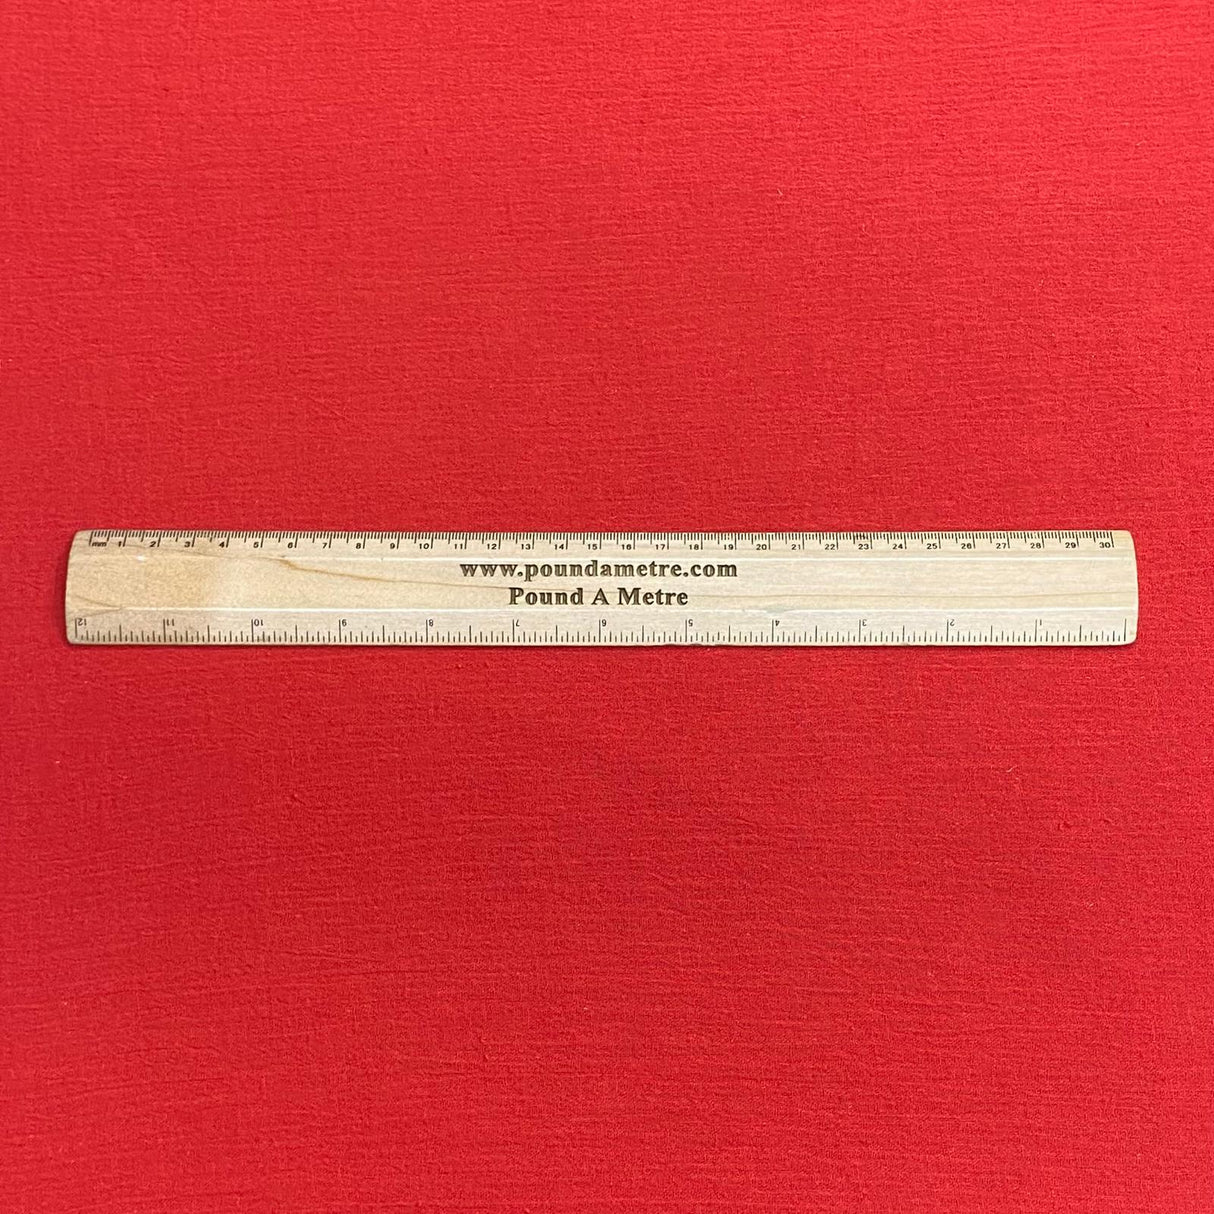 mm 1 2 3 4 5 6 7 8 9 10 11 12 13 14 15 16 17 18 19 20 21 22 23 24 25 26 27 28 29 30
www.poundametre.com
Pound A Metre
12 11 10 9 8 7 6 5 4 3 2 1